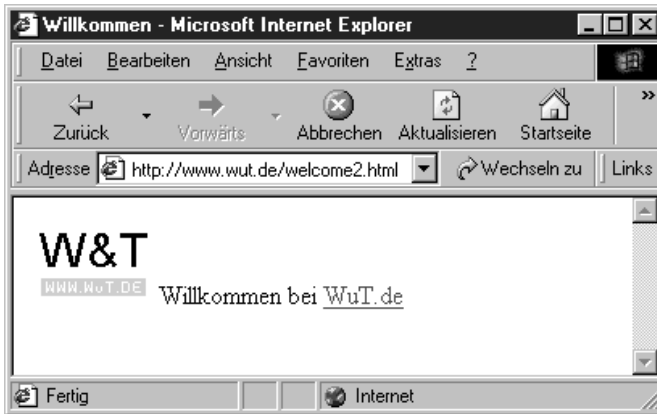 Willkommen - Microsoft Internet Explorer
Datei Bearbeiten Ansicht Favoriten Extras ?
Zurück Vorwärts Abbrechen Aktualisieren Startseite »
Adresse http://www.wut.de/welcome2.html Wechseln zu Links
W&T
WWW.WuT.DE
Willkommen bei WuT.de
Fertig Internet